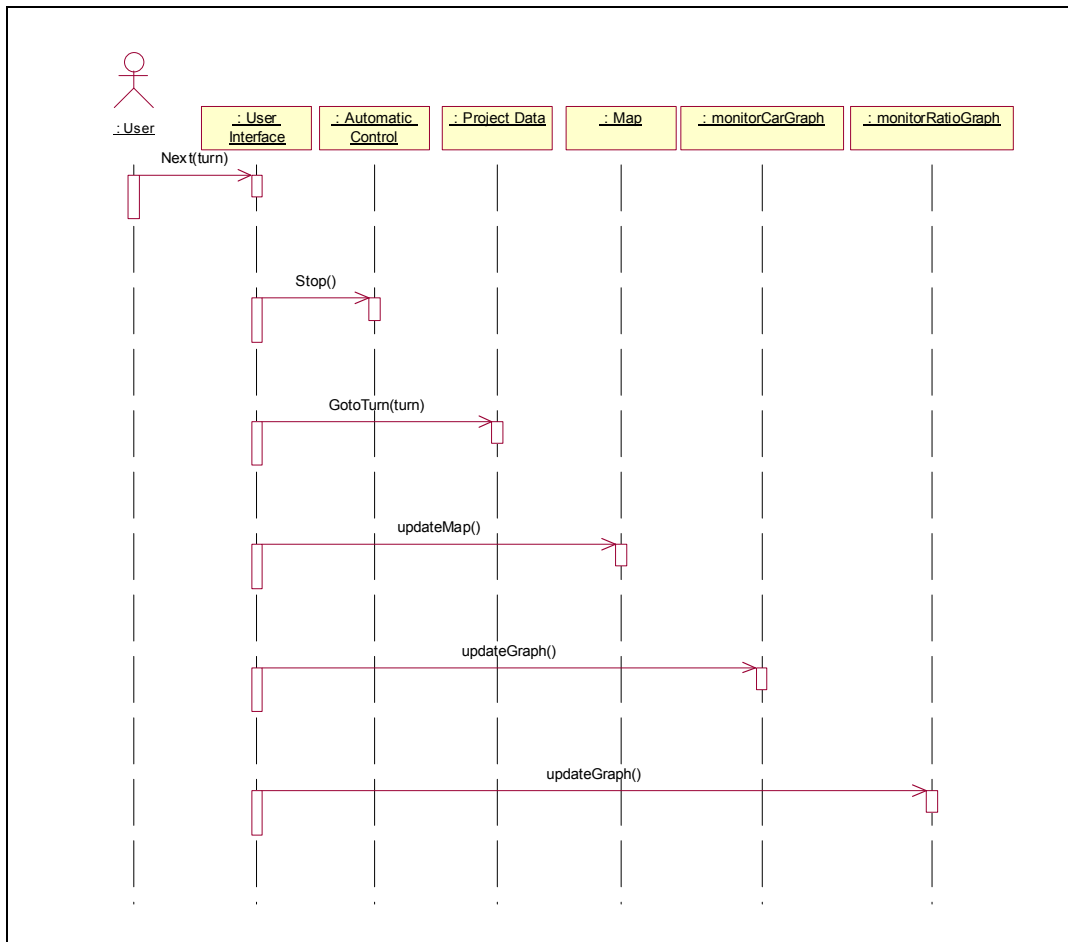 : User
: User
Interface
: Automatic
Control
: Project Data
: Map
: monitorCarGraph
: monitorRatioGraph
Next(turn)
Stop()
GotoTurn(turn)
updateMap()
updateGraph()
updateGraph()